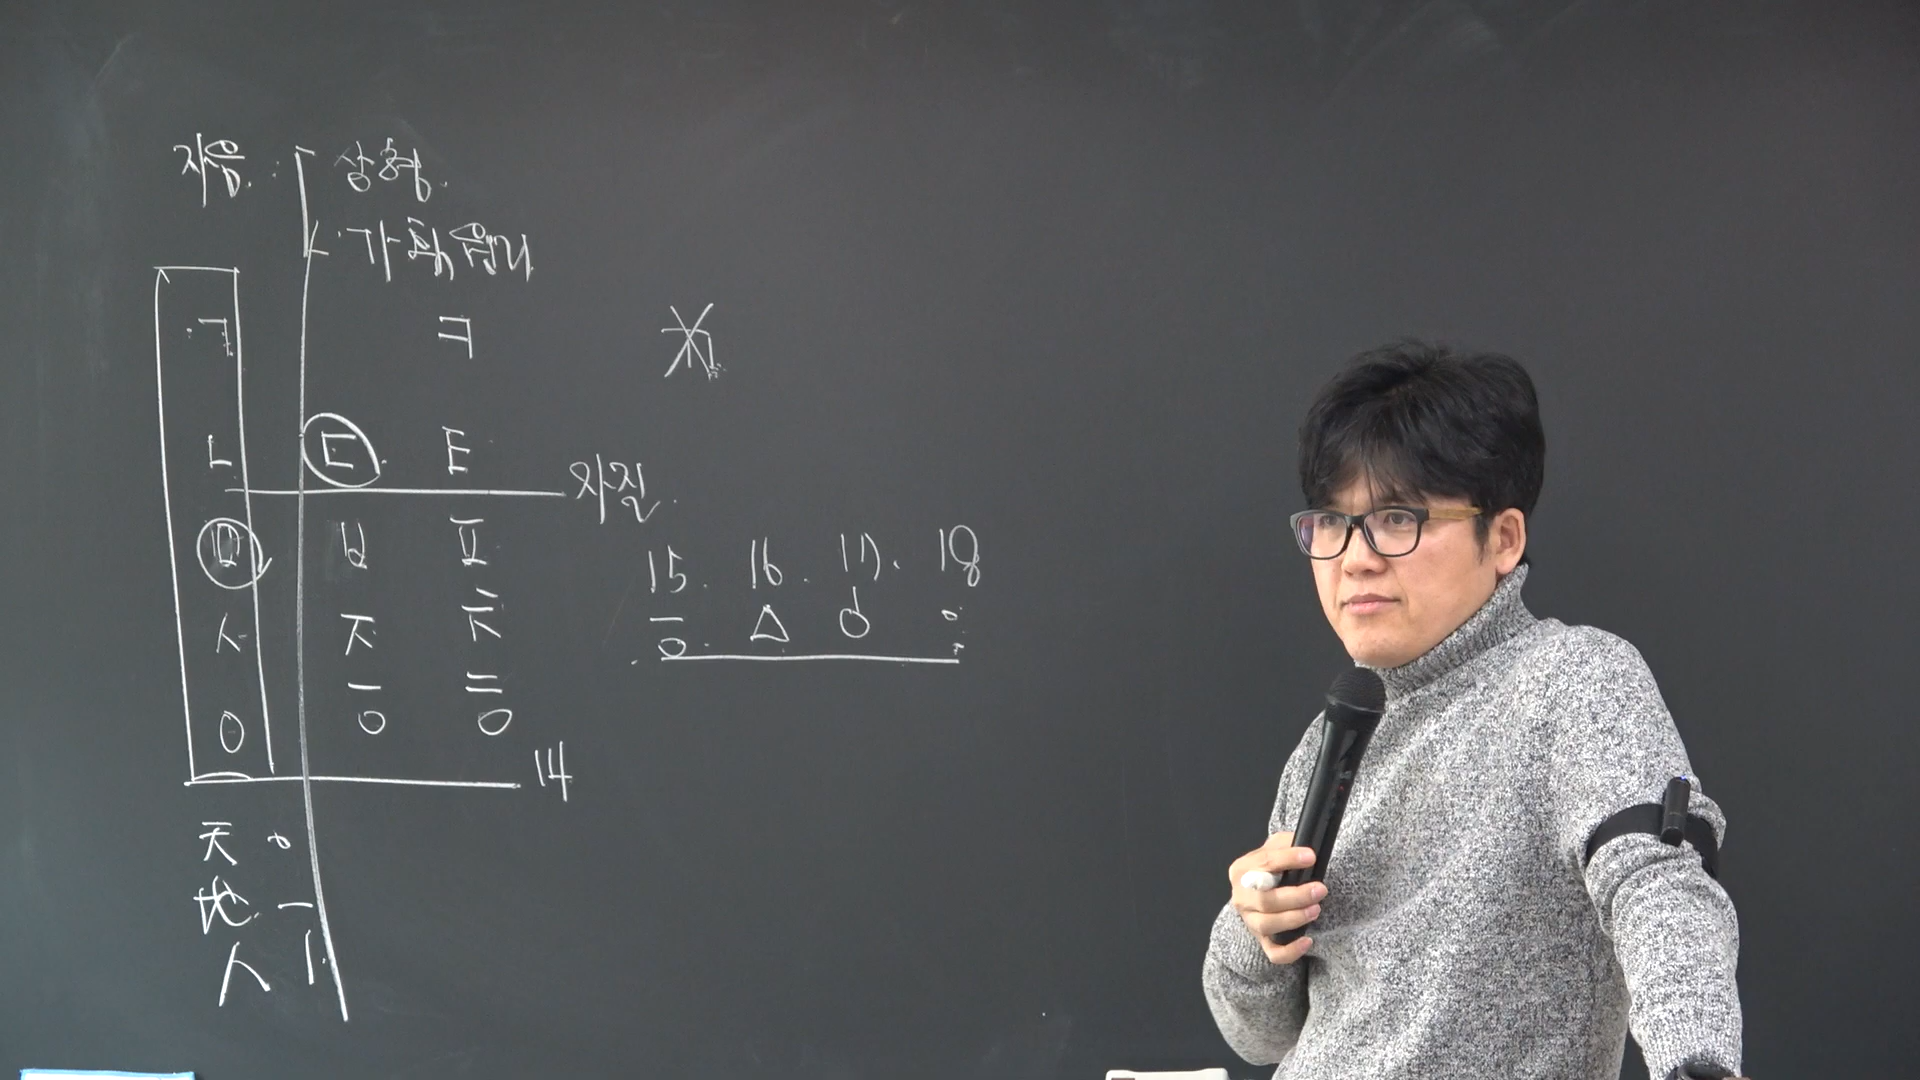 자음 : 상형.
가획원리
ㄱ ㅋ
ㄴ ㄷ ㅌ
자질.
ㅁ ㅂ ㅍ
ㅅ ㅈ ㅊ
ㅇ ㆆ ㅎ
14
15. 16. 17. 18
ㆆ. ㅿ ㆁ ㆍ
天 ㆍ
地. ㅡ
人 ㅣ.